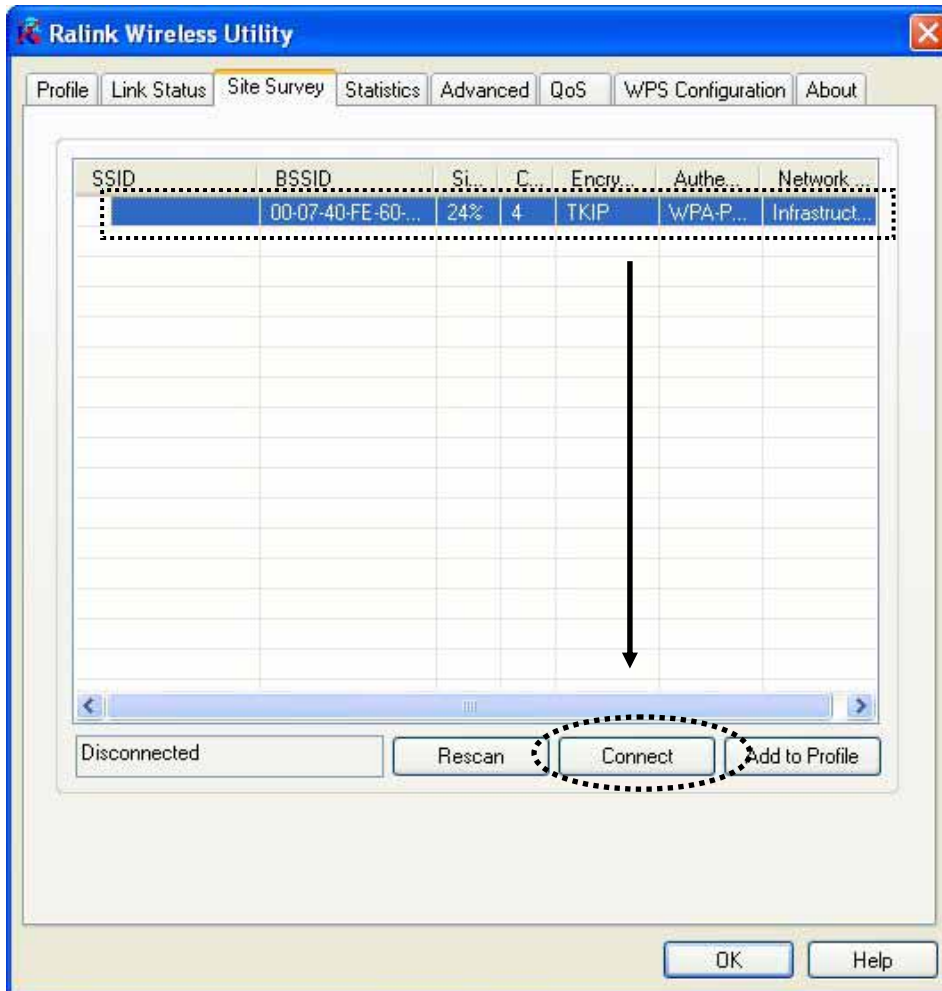 Ralink Wireless Utility
Profile Link Status Site Survey Statistics Advanced QoS WPS Configuration About
SSID BSSID Si... C... Encry... Authe... Network ...
00-07-40-FE-60-... 24% 4 TKIP WPA-P... Infrastruct...
Disconnected Rescan Connect Add to Profile
OK Help